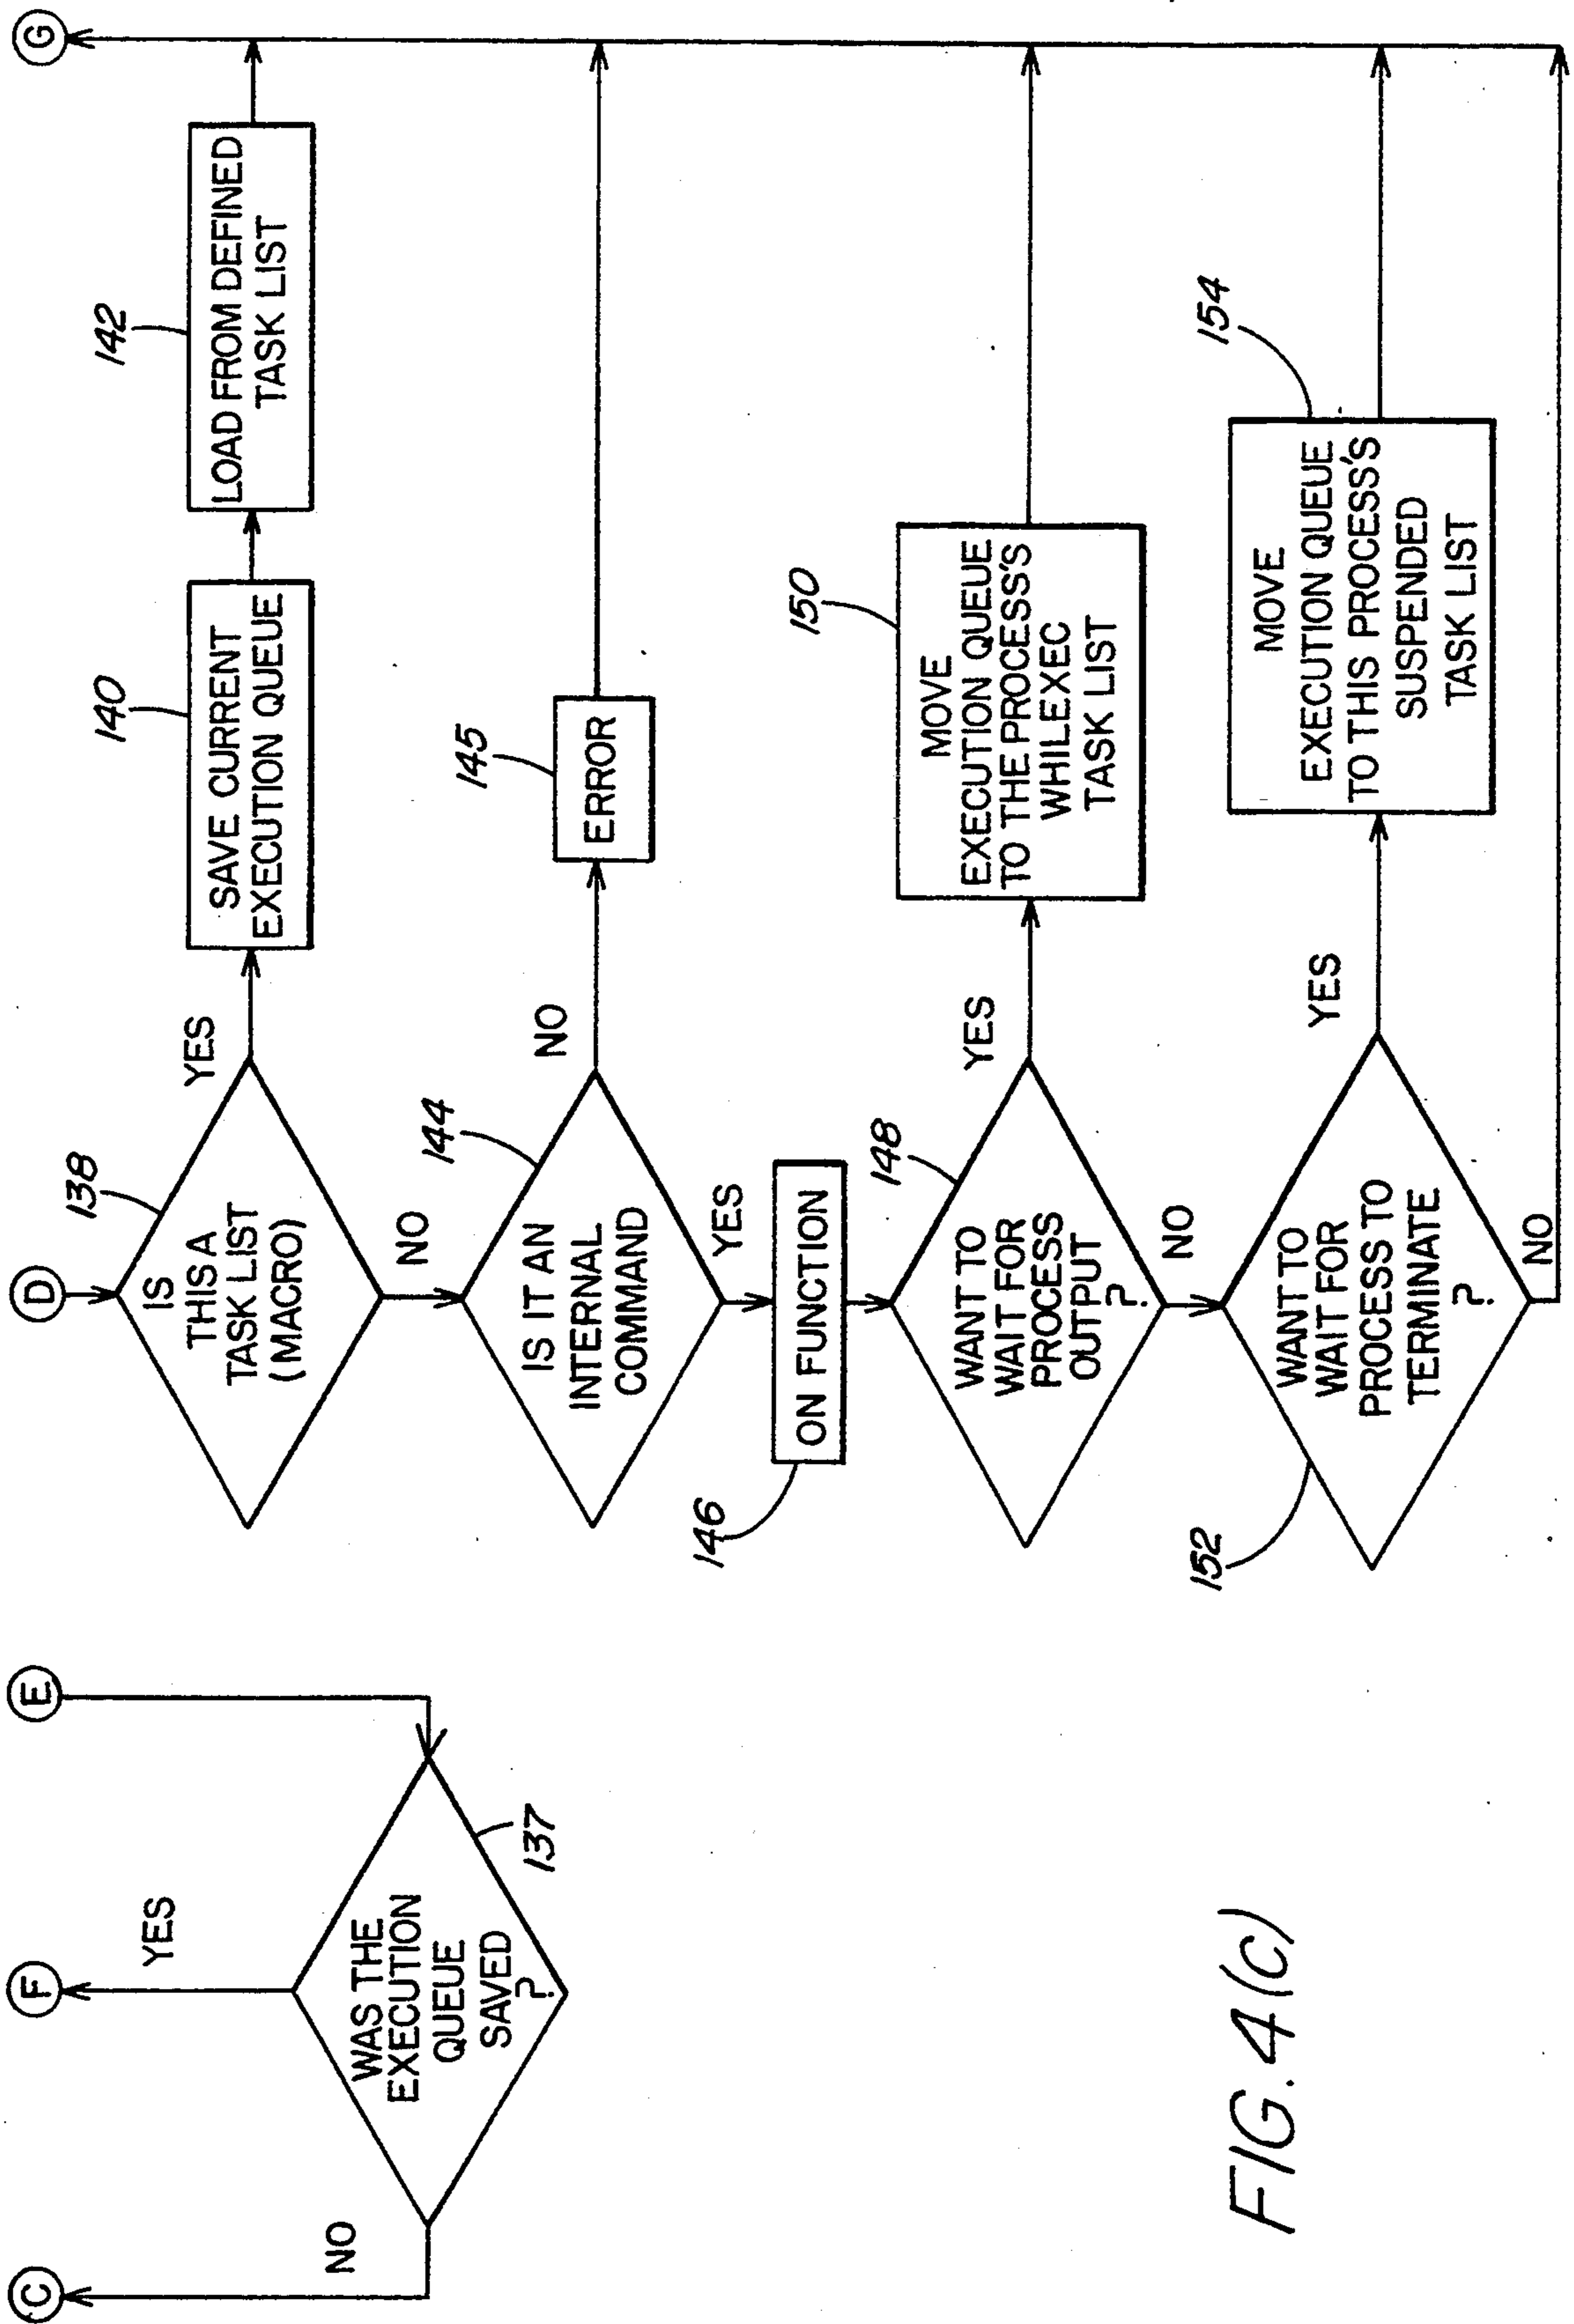 C
F
E
D
G
NO
YES
WAS THE
EXECUTION
QUEUE
SAVED
?
137
138
IS
THIS A
TASK LIST
(MACRO)
YES
140
SAVE CURRENT
EXECUTION QUEUE
142
LOAD FROM DEFINED
TASK LIST
NO
144
IS IT AN
INTERNAL
COMMAND
NO
145
ERROR
YES
146
ON FUNCTION
148
WANT TO
WAIT FOR
PROCESS
OUTPUT
?
YES
150
MOVE
EXECUTION QUEUE
TO THE PROCESS'S
WHILEXEC
TASK LIST
NO
152
WANT TO
WAIT FOR
PROCESS TO
TERMINATE
?
YES
154
MOVE
EXECUTION QUEUE
TO THIS PROCESS'S
SUSPENDED
TASK LIST
NO
FIG. 4(C)